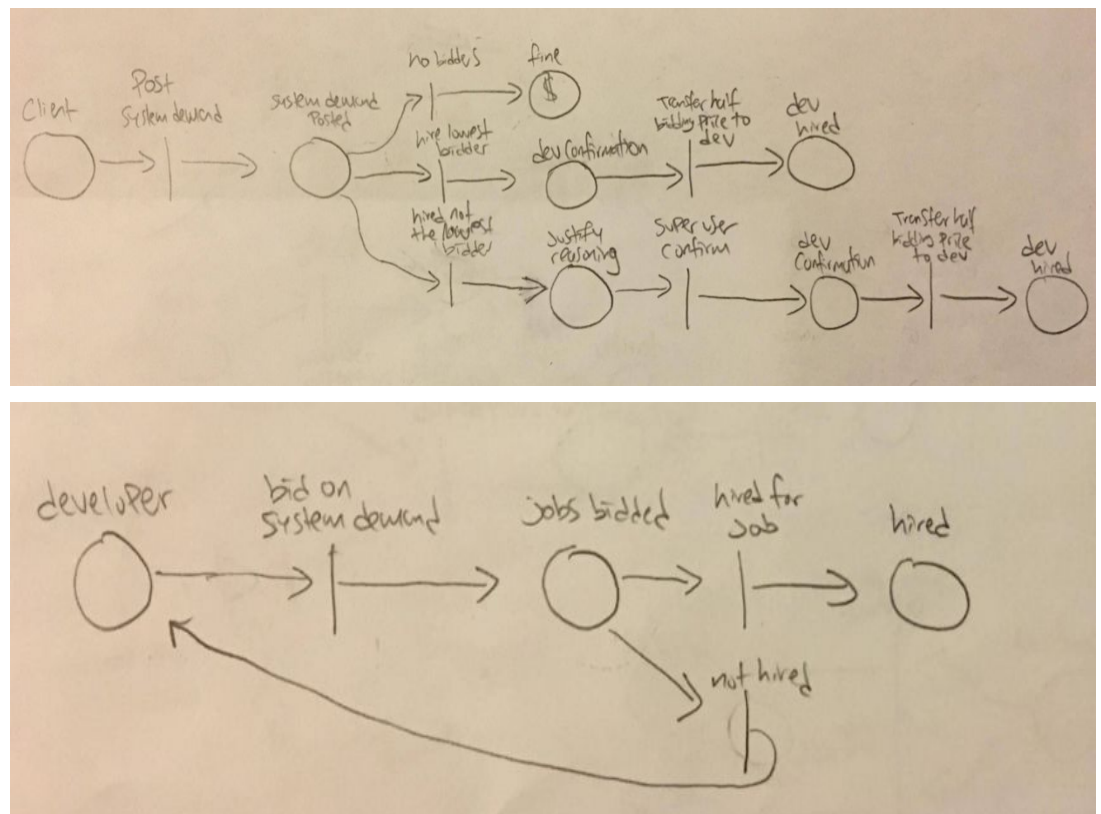 Client
Post
System demand
System demand
Posted
no bidders
fine
$
hire lowest
bidder
dev Confirmation
Transfer half
bidding Prize to
dev
dev
hired
hired not
the lowest
bidder
Justify
reasoning
Super user
Confirm
dev
Confirmation
Transfer half
bidding Prize
to dev
dev
hired
developer
bid on
System demand
Jobs bidded
hired for
Job
hired
not hired